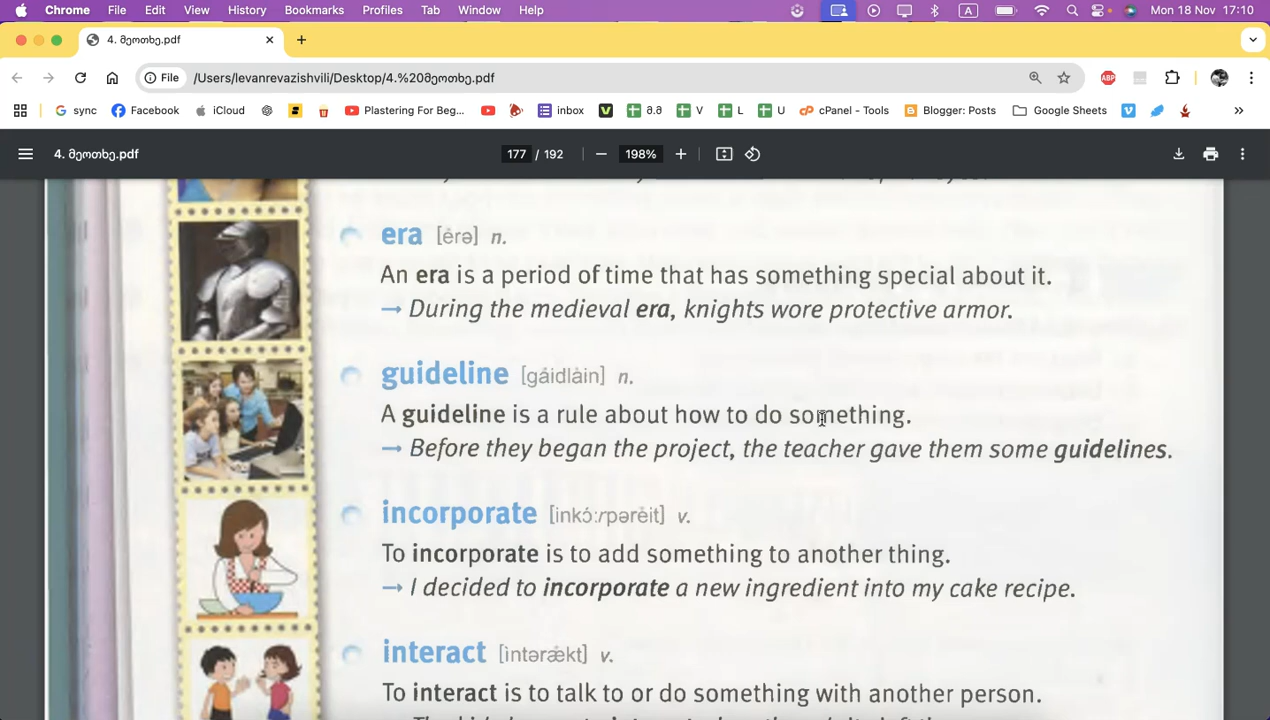 Chrome File Edit View History Bookmarks Profiles Tab Window Help A Mon 18 Nov 17:10
4. მეოთხე.pdf
File /Users/levanrevazishvili/Desktop/4.%20მეოთხე.pdf ABP
sync Facebook iCloud Plastering For Beg... inbox V მ.მ V L U cPanel - Tools Blogger: Posts Google Sheets
4. მეოთხე.pdf 177 / 192 198%
era [érə] n.
An era is a period of time that has something special about it.
→ During the medieval era, knights wore protective armor.
guideline [gáidlàin] n.
A guideline is a rule about how to do something.
→ Before they began the project, the teacher gave them some guidelines.
incorporate [inkɔ́ːrpərèit] v.
To incorporate is to add something to another thing.
→ I decided to incorporate a new ingredient into my cake recipe.
interact [ìntərǽkt] v.
To interact is to talk to or do something with another person.